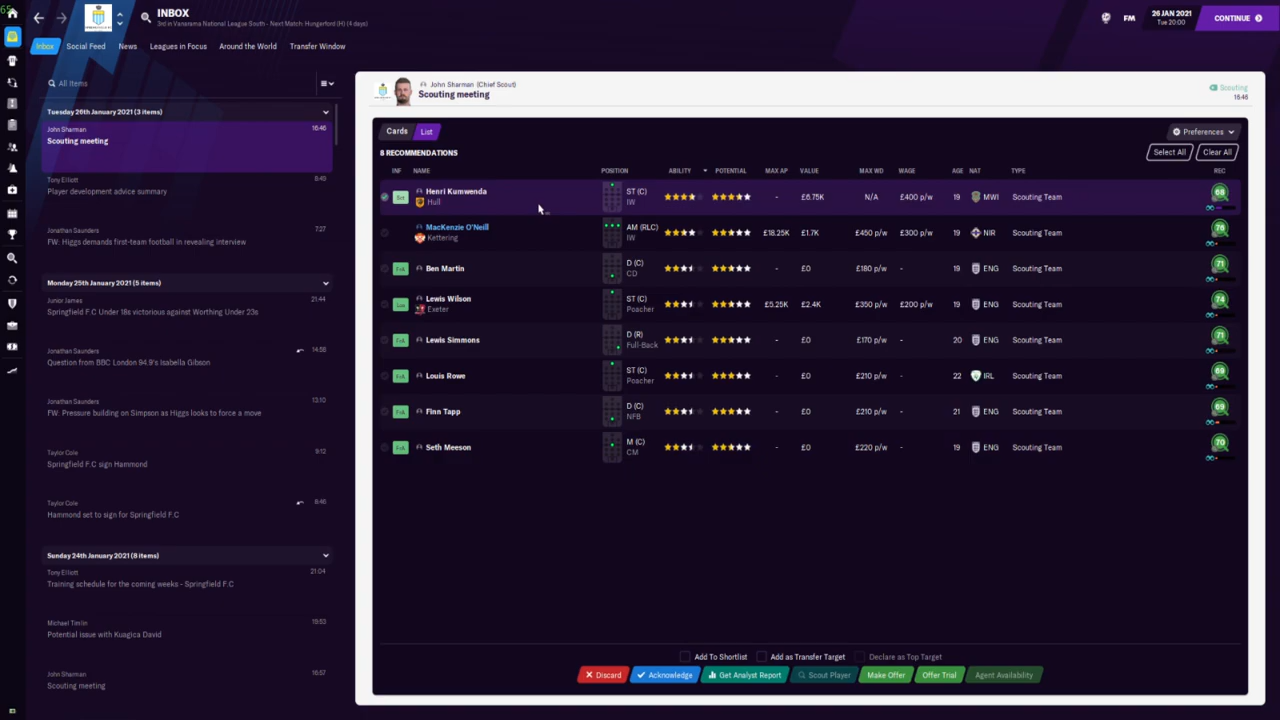 65
INBOX
3rd in Vanarama National League South - Next Match: Hungerford (H) (4 days)
FM
26 JAN 2021
Tue 20:00
CONTINUE
Inbox Social Feed News Leagues in Focus Around the World Transfer Window
All Items
Tuesday 26th January 2021 (3 items)
John Sharman 16:46
Scouting meeting
Tony Elliott 8:49
Player development advice summary
Jonathan Saunders 7:27
FW: Higgs demands first-team football in revealing interview
Monday 25th January 2021 (5 items)
Junior James 21:44
Springfield F.C Under 18s victorious against Worthing Under 23s
Jonathan Saunders 14:58
Question from BBC London 94.9's Isabella Gibson
Jonathan Saunders 13:10
FW: Pressure building on Simpson as Higgs looks to force a move
Taylor Cole 9:12
Springfield F.C sign Hammond
Taylor Cole 8:46
Hammond set to sign for Springfield F.C
Sunday 24th January 2021 (8 items)
Tony Elliott 21:04
Training schedule for the coming weeks - Springfield F.C
Michael Timlin 19:53
Potential issue with Kuagica David
John Sharman 16:57
Scouting meeting
John Sharman (Chief Scout)
Scouting meeting
Scouting
16:46
Cards List Preferences
8 RECOMMENDATIONS Select All Clear All
INF NAME POSITION ABILITY POTENTIAL MAX AP VALUE MAX WD WAGE AGE NAT TYPE REC
Henri Kumwenda ST (C) - £6.75K N/A £400 p/w 19 MWI Scouting Team 68
Hull IW
MacKenzie O'Neill AM (RLC) £18.25K £1.7K £450 p/w £300 p/w 19 NIR Scouting Team 76
Kettering IW
Ben Martin D (C) - £0 £180 p/w - 19 ENG Scouting Team 71
CD
Lewis Wilson ST (C) £5.25K £2.4K £350 p/w £200 p/w 19 ENG Scouting Team 74
Exeter Poacher
Lewis Simmons D (R) - £0 £170 p/w - 20 ENG Scouting Team 71
Full-Back
Louis Rowe ST (C) - £0 £210 p/w - 22 IRL Scouting Team 69
Poacher
Finn Tapp D (C) - £0 £210 p/w - 21 ENG Scouting Team 69
NFB
Seth Meeson M (C) - £0 £220 p/w - 19 ENG Scouting Team 70
CM
Add To Shortlist Add as Transfer Target Declare as Top Target
Discard Acknowledge Get Analyst Report Scout Player Make Offer Offer Trial Agent Availability